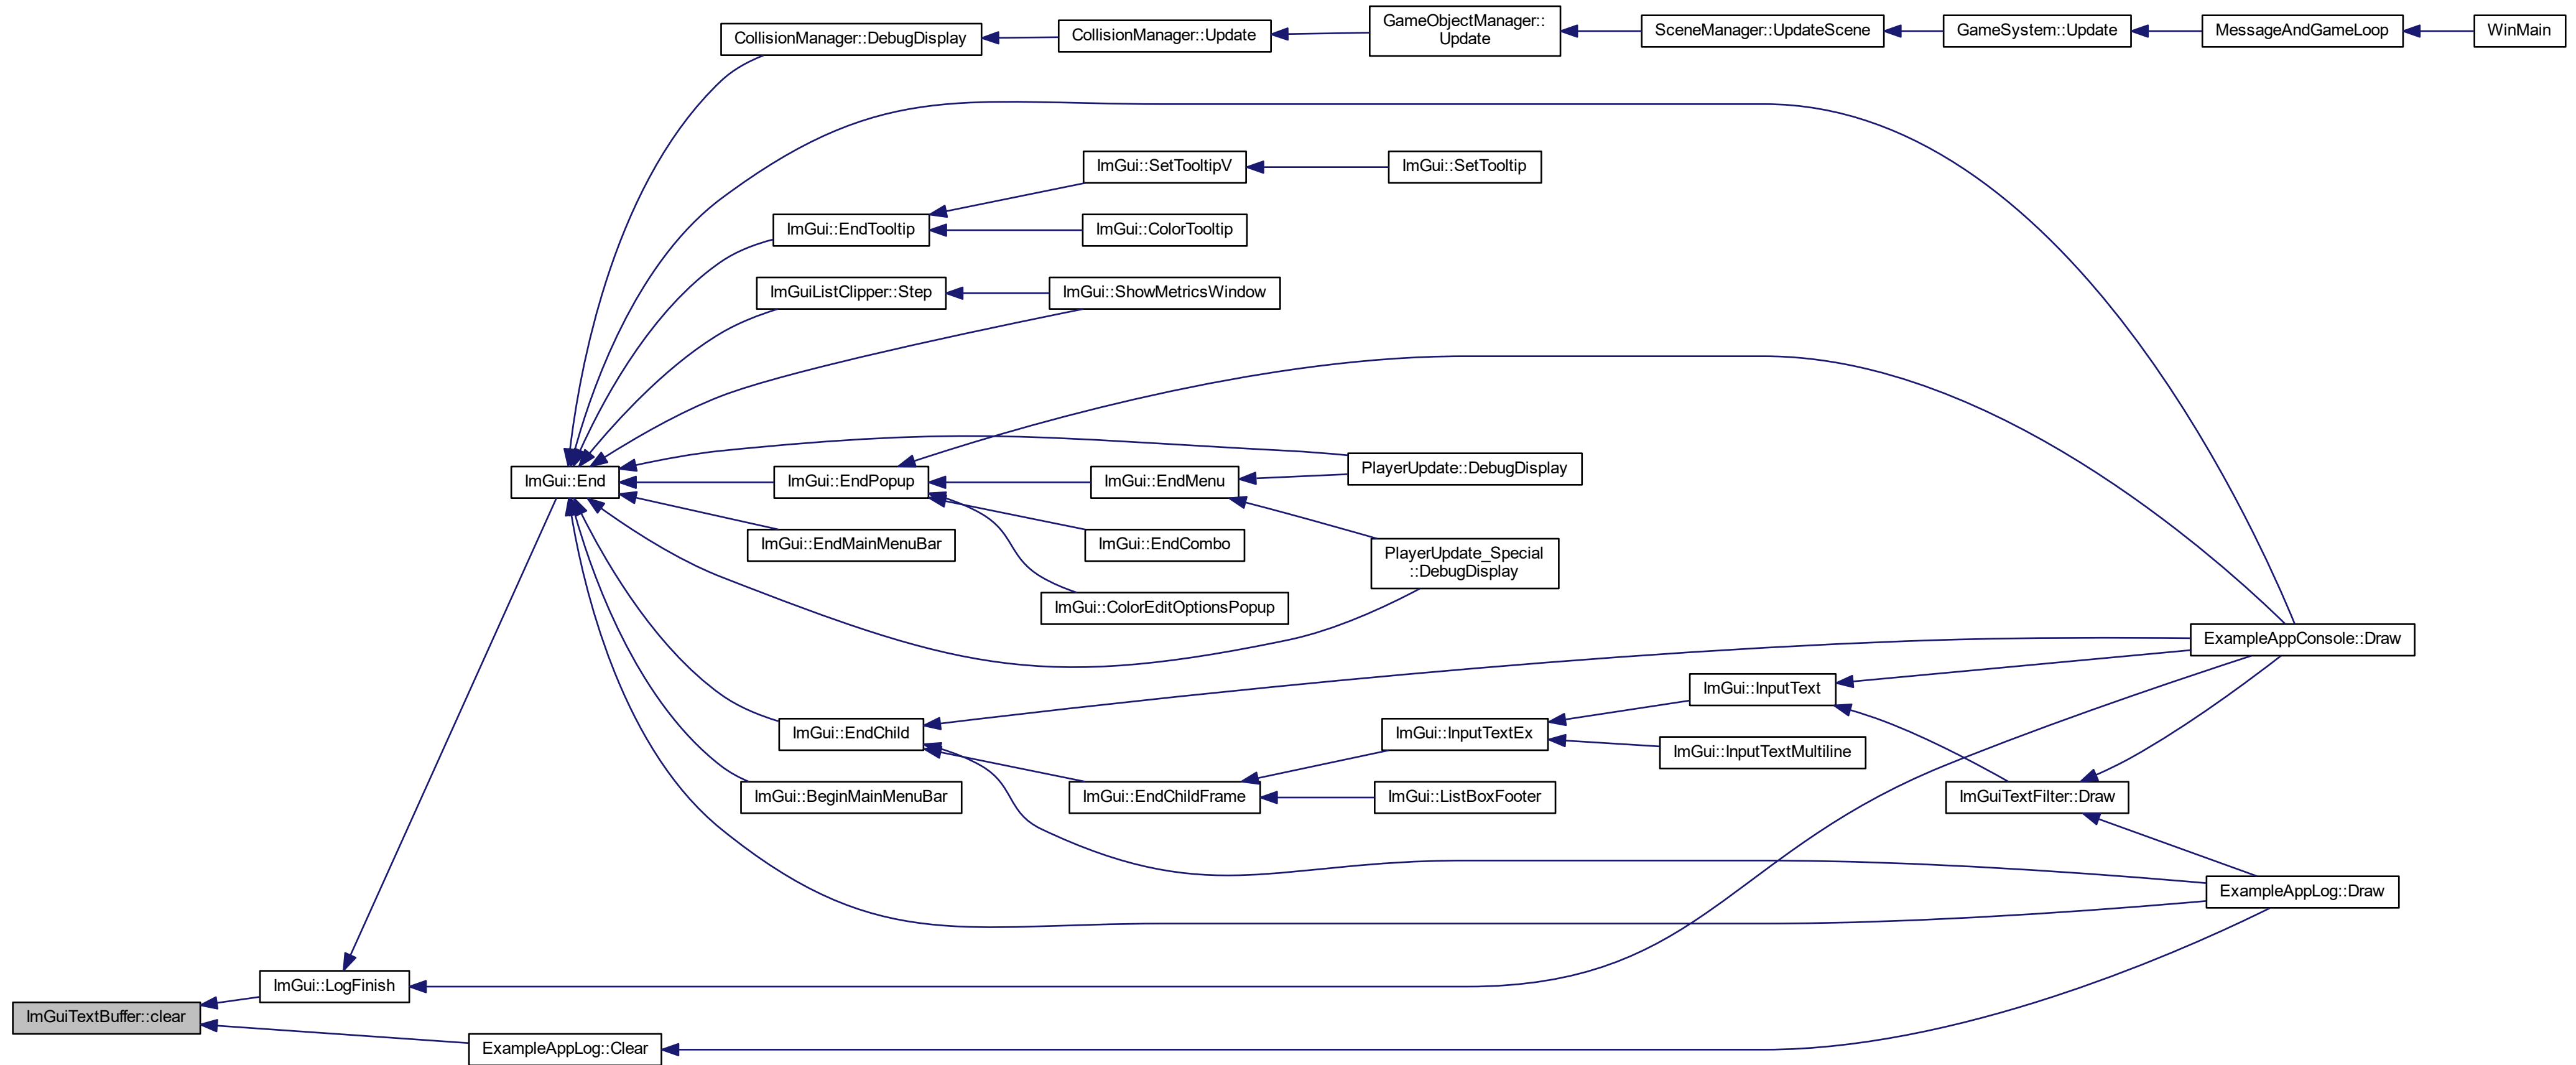 CollisionManager::DebugDisplay
CollisionManager::Update
GameObjectManager::
Update
SceneManager::UpdateScene
GameSystem::Update
MessageAndGameLoop
WinMain
ImGui::SetTooltipV
ImGui::SetTooltip
ImGui::EndTooltip
ImGui::ColorTooltip
ImGuiListClipper::Step
ImGui::ShowMetricsWindow
ImGui::End
ImGui::EndPopup
ImGui::EndMenu
PlayerUpdate::DebugDisplay
ImGui::EndMainMenuBar
ImGui::EndCombo
PlayerUpdate_Special
::DebugDisplay
ImGui::ColorEditOptionsPopup
ExampleAppConsole::Draw
ImGui::InputText
ImGui::EndChild
ImGui::InputTextEx
ImGui::InputTextMultiline
ImGui::BeginMainMenuBar
ImGui::EndChildFrame
ImGui::ListBoxFooter
ImGuiTextFilter::Draw
ExampleAppLog::Draw
ImGui::LogFinish
ImGuiTextBuffer::clear
ExampleAppLog::Clear